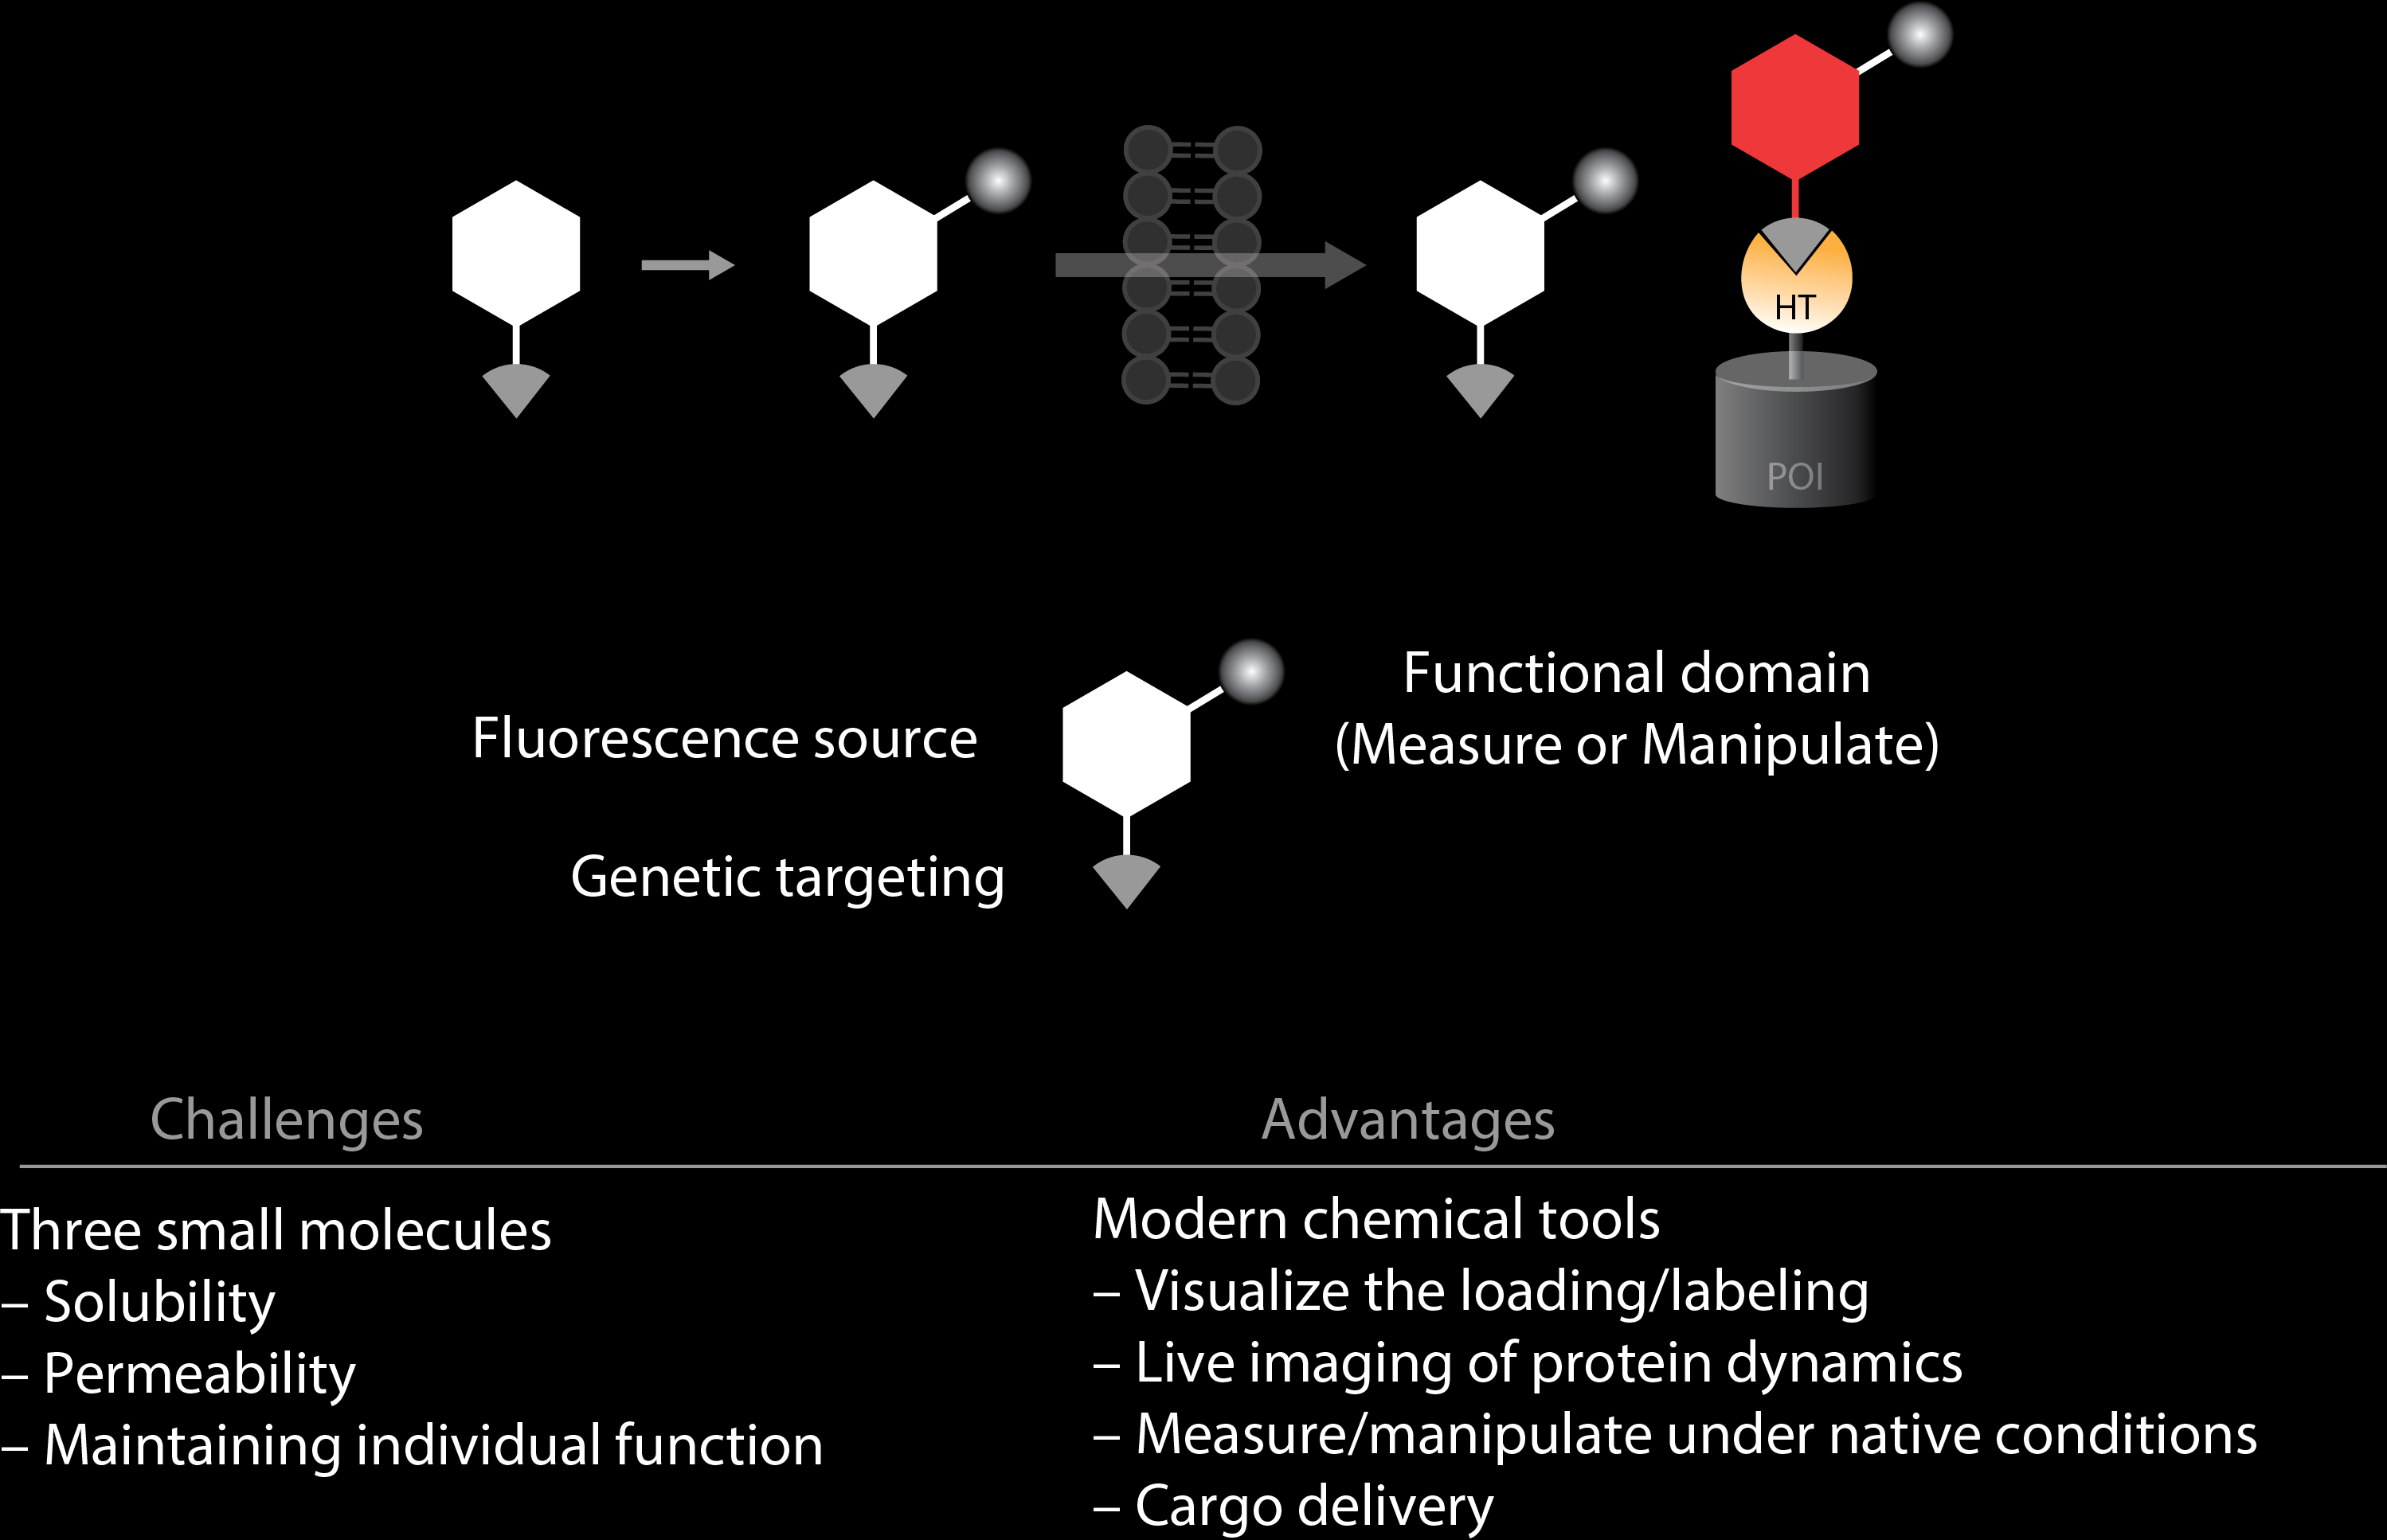 HT
POI
Functional domain
(Measure or Manipulate)
Fluorescence source
Genetic targeting
Challenges
Advantages
Three small molecules
– Solubility
– Permeability
– Maintaining individual function
Modern chemical tools
– Visualize the loading/labeling
– Live imaging of protein dynamics
– Measure/manipulate under native conditions
– Cargo delivery